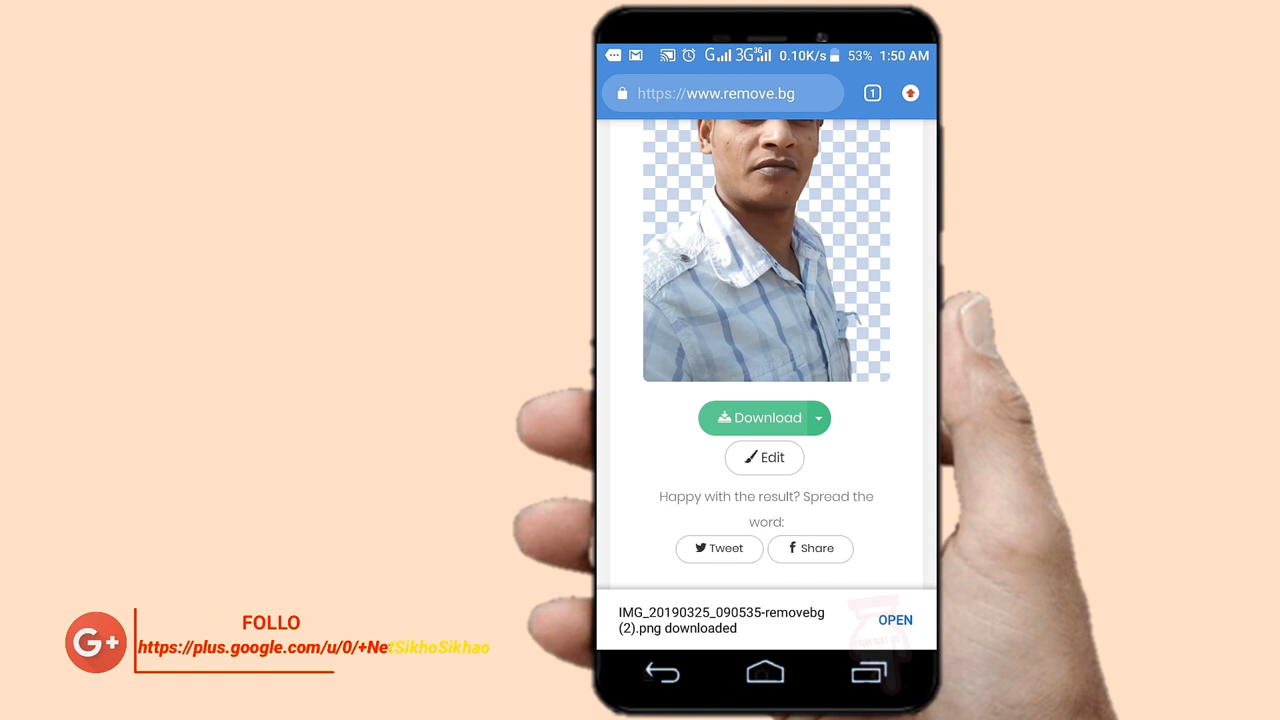 G 3G 3G 0.10K/s 53% 1:50 AM
https://www.remove.bg
1
Download
Edit
Happy with the result? Spread the
word:
Tweet
Share
IMG_20190325_090535-removebg
(2).png downloaded
OPEN
G+
FOLLO
https://plus.google.com/u/0/+NetSikhoSikhao